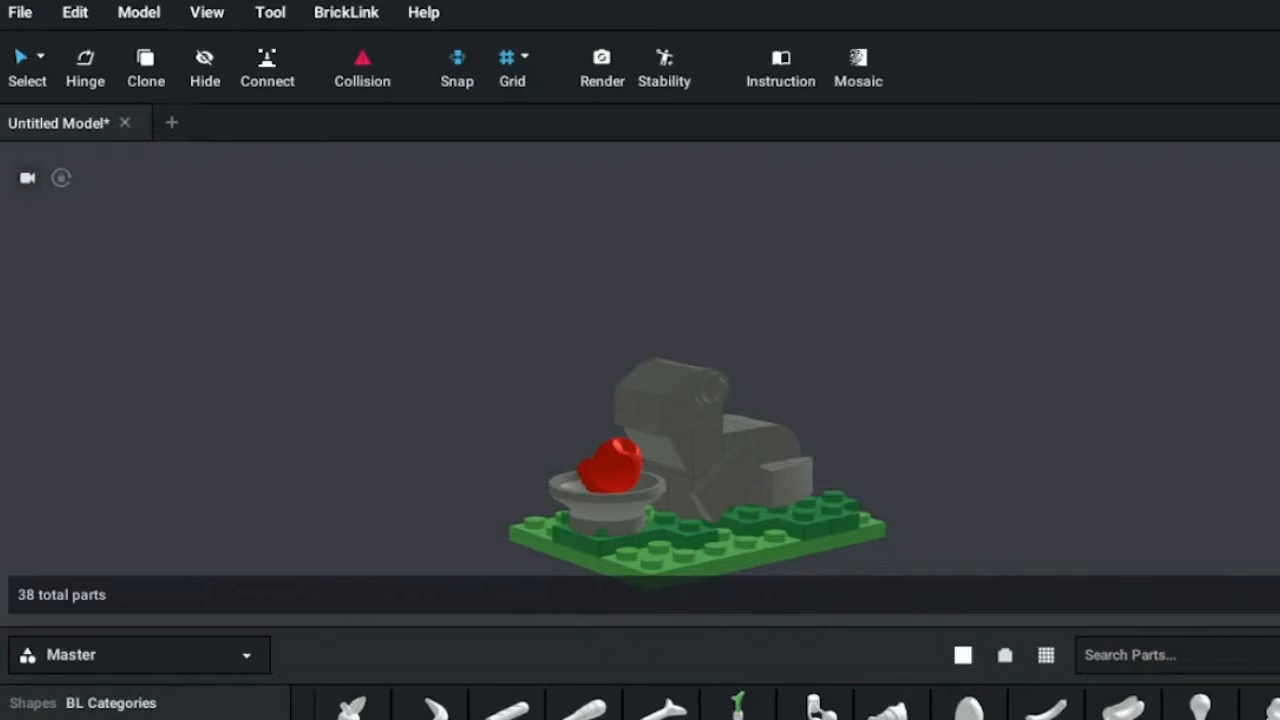 File Edit Model View Tool BrickLink Help
Select Hinge Clone Hide Connect Collision Snap Grid Render Stability Instruction Mosaic
Untitled Model*
38 total parts
Master
Search Parts...
Shapes BL Categories